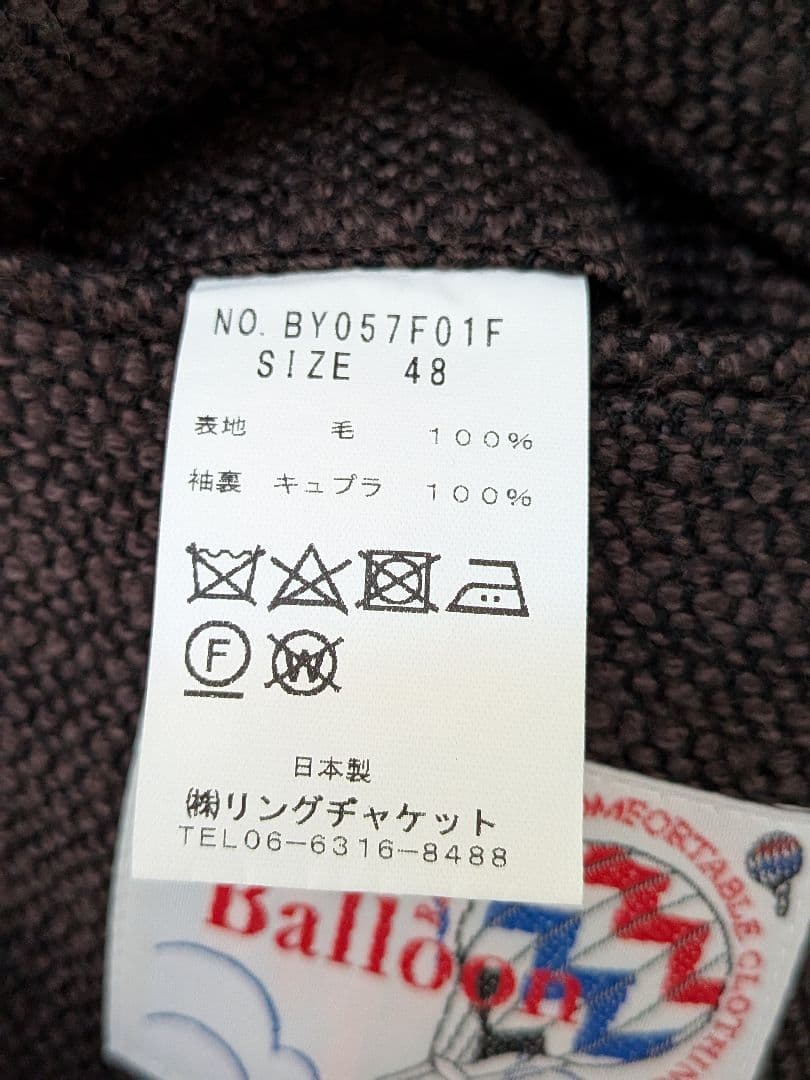 NO. BY057F01F
SIZE 48
表地 毛 100%
袖裏 キュプラ 100%
F
W
日本製
㈱リングヂャケット
TEL06-6316-8488
Balloon
COMFORTABLE CLOTHING